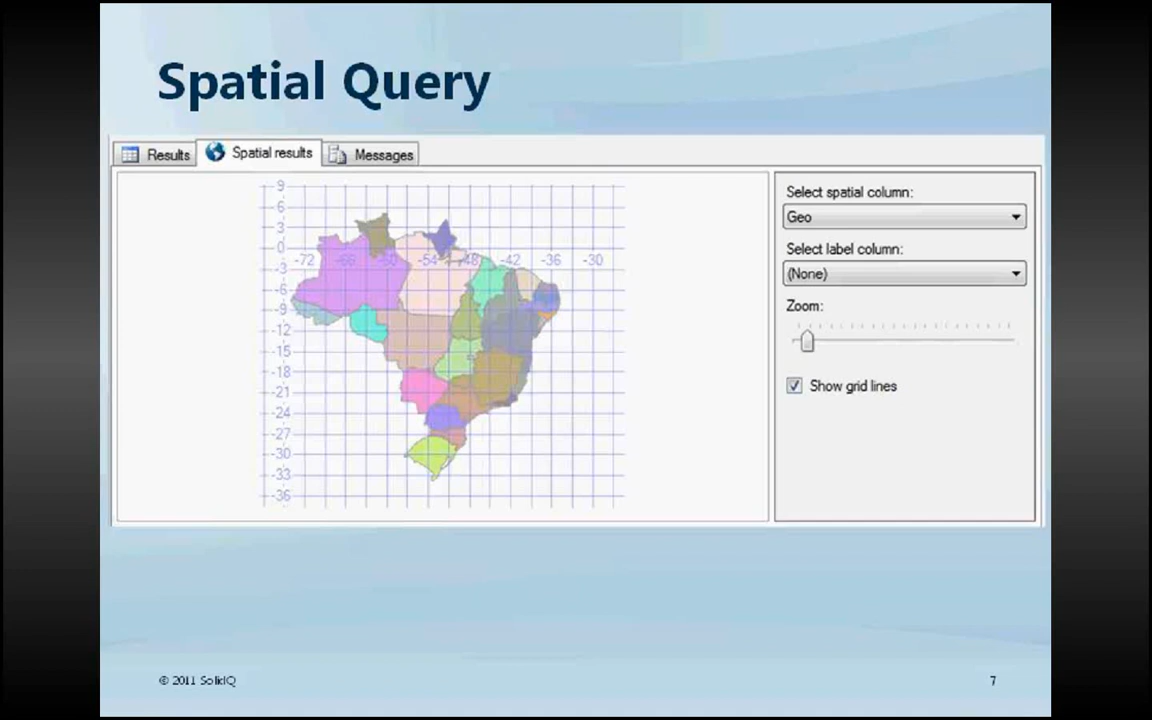 Spatial Query
Results
Spatial results
Messages
9
6
3
0
-72
-66
-60
-54
-48
-42
-36
-30
-3
-6
-9
-12
-15
-18
-21
-24
-27
-30
-33
-36
Select spatial column:
Geo
Select label column:
(None)
Zoom:
Show grid lines
© 2011 SolidQ
7